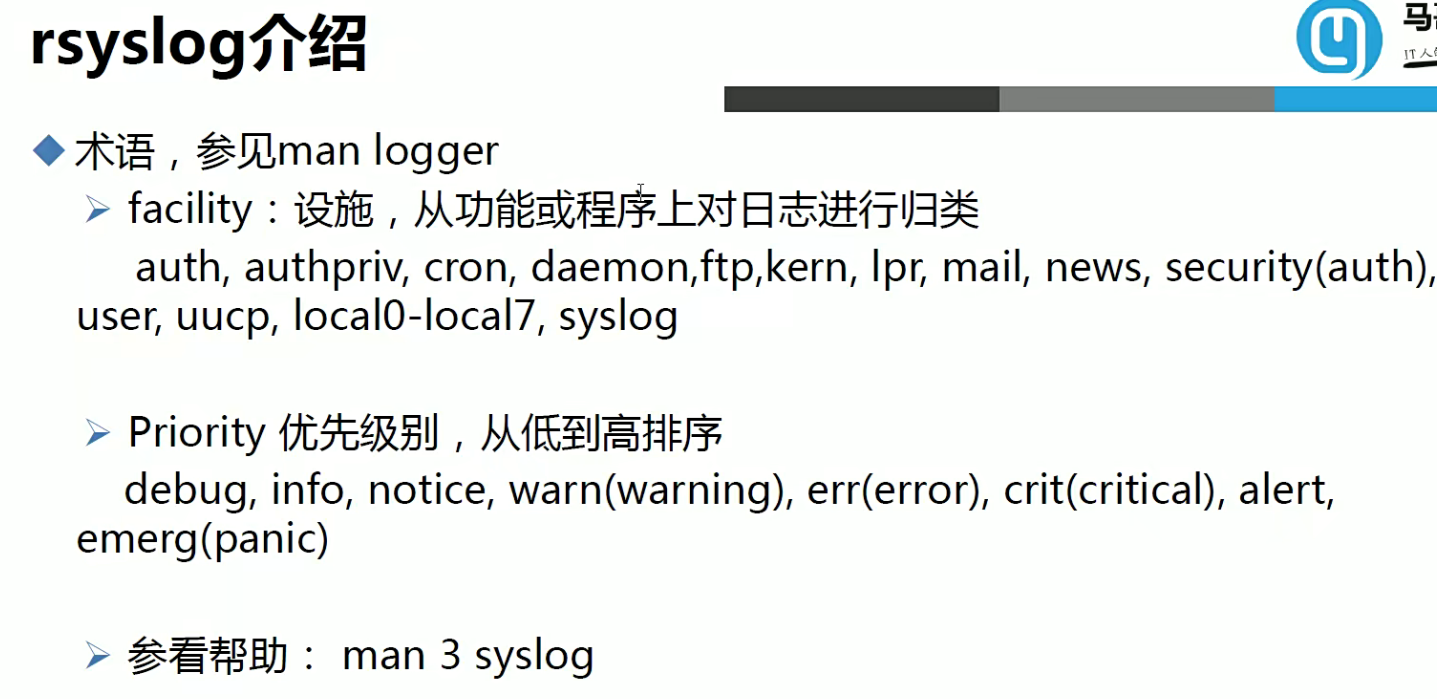 rsyslog介绍
马
IT人
术语，参见man logger
facility：设施，从功能或程序上对日志进行归类
auth, authpriv, cron, daemon,ftp,kern, lpr, mail, news, security(auth),
user, uucp, local0-local7, syslog
Priority 优先级别，从低到高排序
debug, info, notice, warn(warning), err(error), crit(critical), alert,
emerg(panic)
参看帮助： man 3 syslog